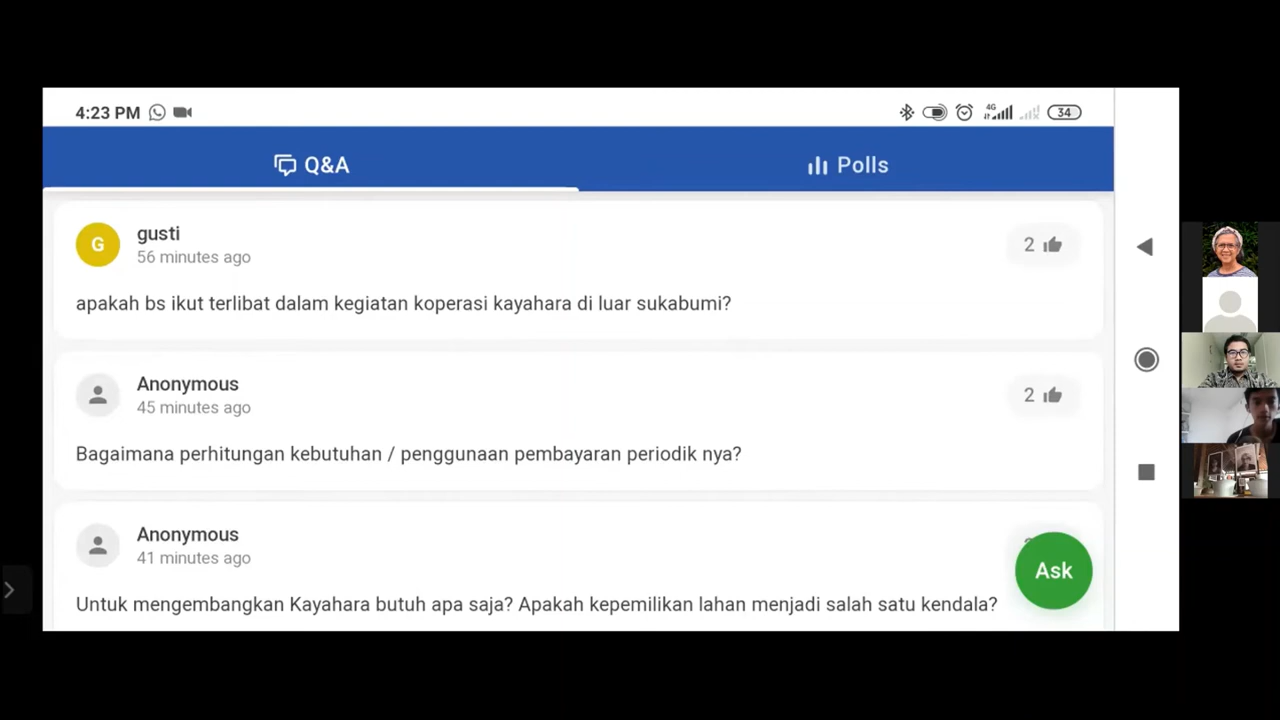 4:23 PM
4G
34
Q&A
Polls
G
gusti
2
56 minutes ago
apakah bs ikut terlibat dalam kegiatan koperasi kayahara di luar sukabumi?
Anonymous
2
45 minutes ago
Bagaimana perhitungan kebutuhan / penggunaan pembayaran periodik nya?
Anonymous
41 minutes ago
Ask
Untuk mengembangkan Kayahara butuh apa saja? Apakah kepemilikan lahan menjadi salah satu kendala?